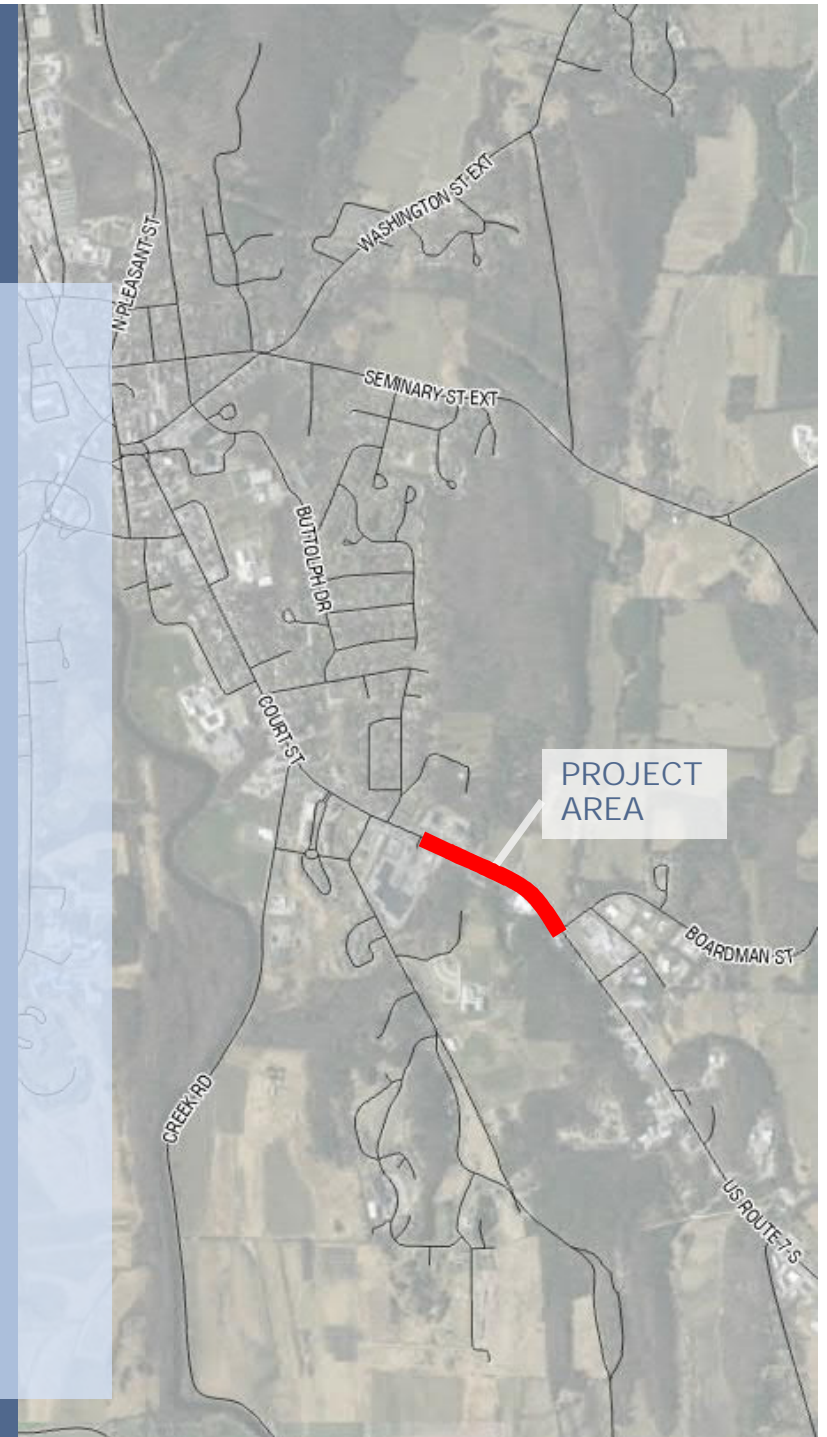 WASHINGTON ST EXT
N PLEASANT ST
SEMINARY ST EXT
BUTTOLPH DR
COURT ST
PROJECT
AREA
BOARDMAN ST
CREEK RD
US ROUTE 7 S